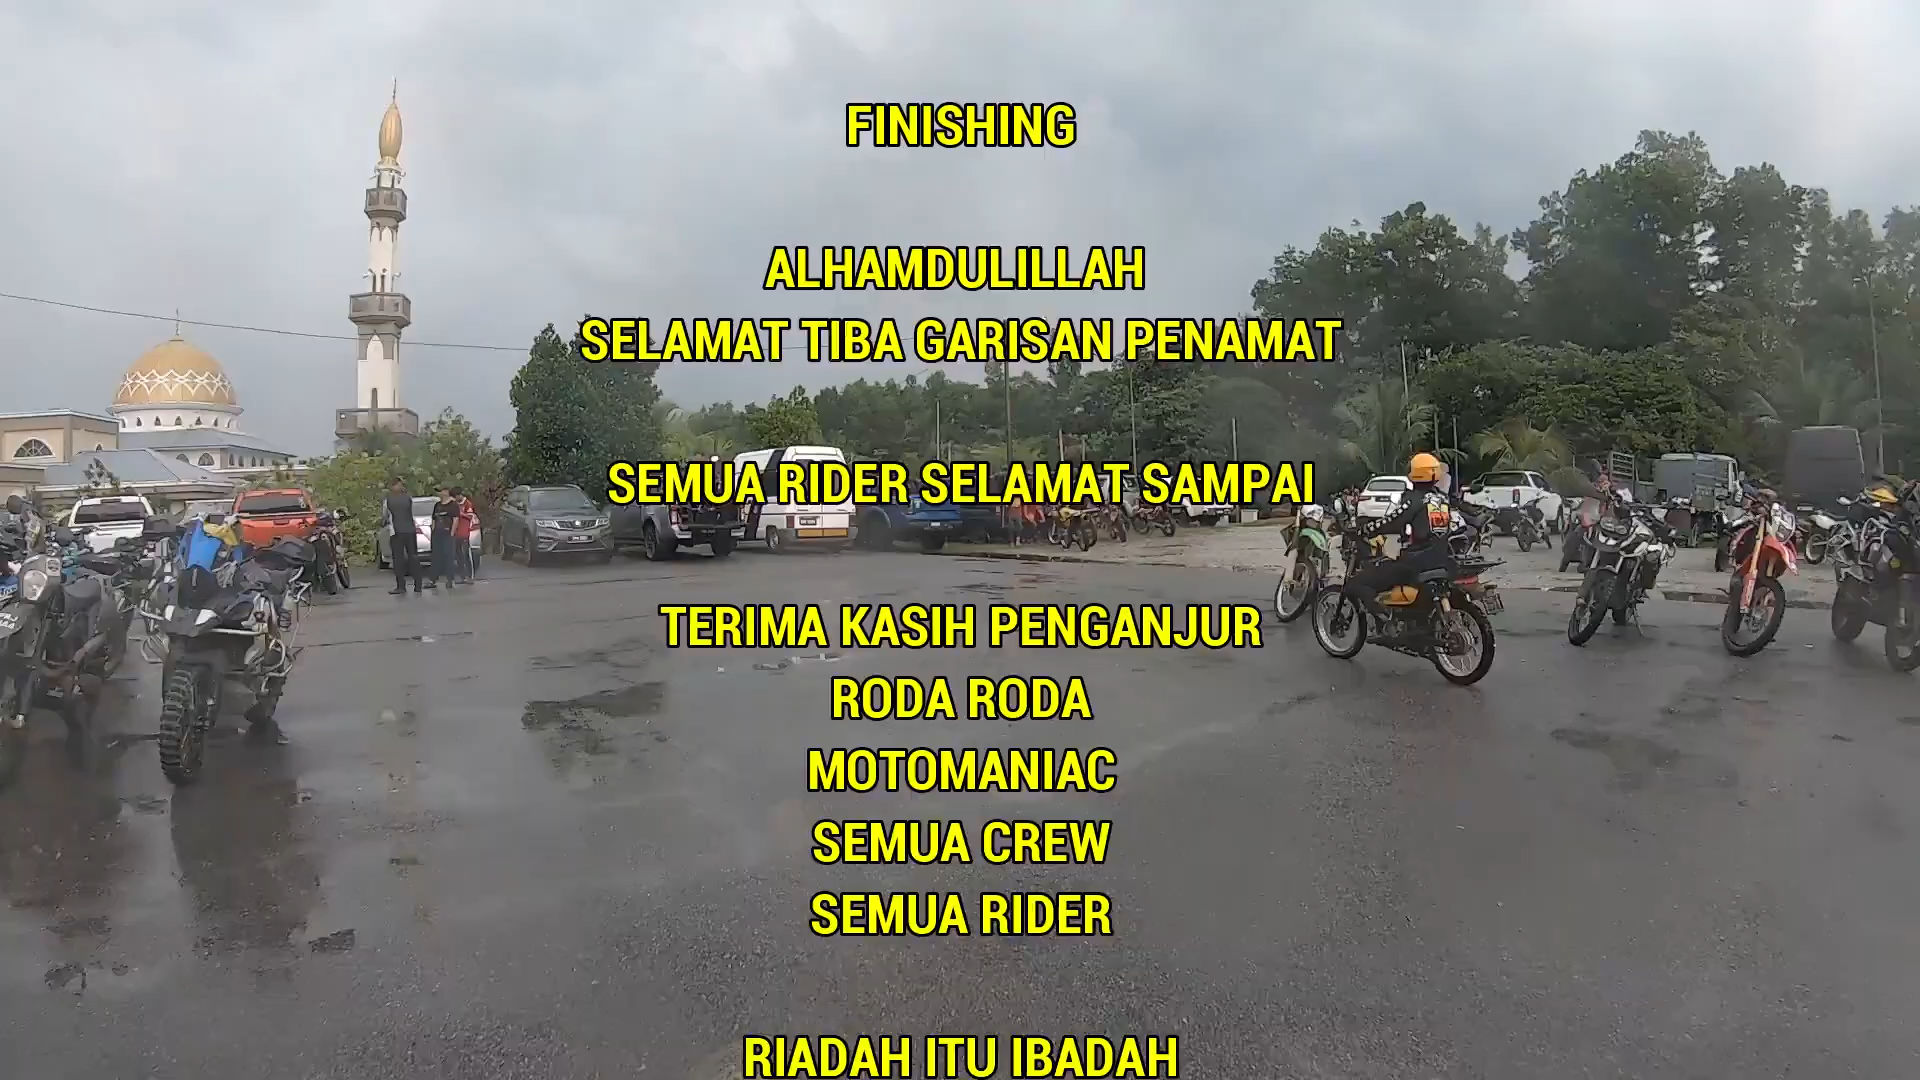 FINISHING
ALHAMDULILLAH
SELAMAT TIBA GARISAN PENAMAT
SEMUA RIDER SELAMAT SAMPAI
TERIMA KASIH PENGANJUR
RODA RODA
MOTOMANIAC
SEMUA CREW
SEMUA RIDER
RIADAH ITU IBADAH